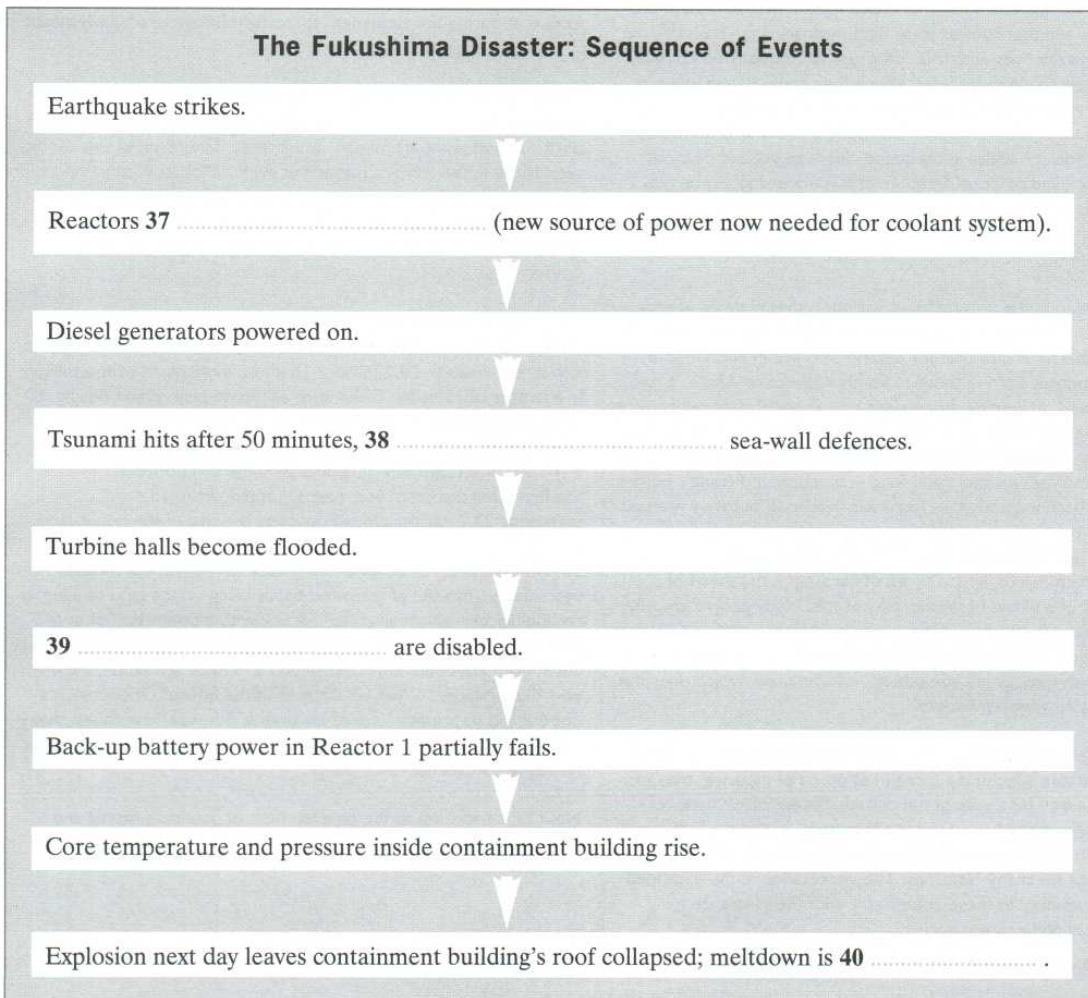 The Fukushima Disaster: Sequence of Events
Earthquake strikes.
Reactors 37 ................................................ (new source of power now needed for coolant system).
Diesel generators powered on.
Tsunami hits after 50 minutes, 38 .................................................... sea-wall defences.
Turbine halls become flooded.
39 ................................................ are disabled.
Back-up battery power in Reactor 1 partially fails.
Core temperature and pressure inside containment building rise.
Explosion next day leaves containment building's roof collapsed; meltdown is 40 .......................... .